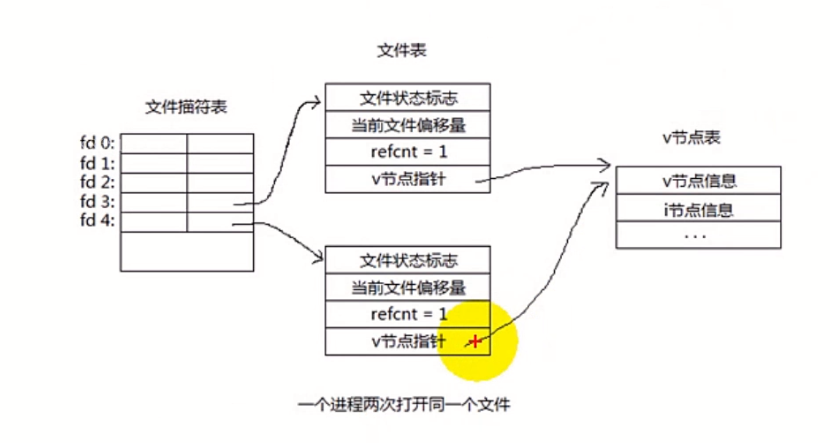 文件表
文件描符表
fd 0:
fd 1:
fd 2:
fd 3:
fd 4:
文件状态标志
当前文件偏移量
refcnt = 1
v节点指针
v节点表
v节点信息
i节点信息
. . .
文件状态标志
当前文件偏移量
refcnt = 1
v节点指针
一个进程两次打开同一个文件